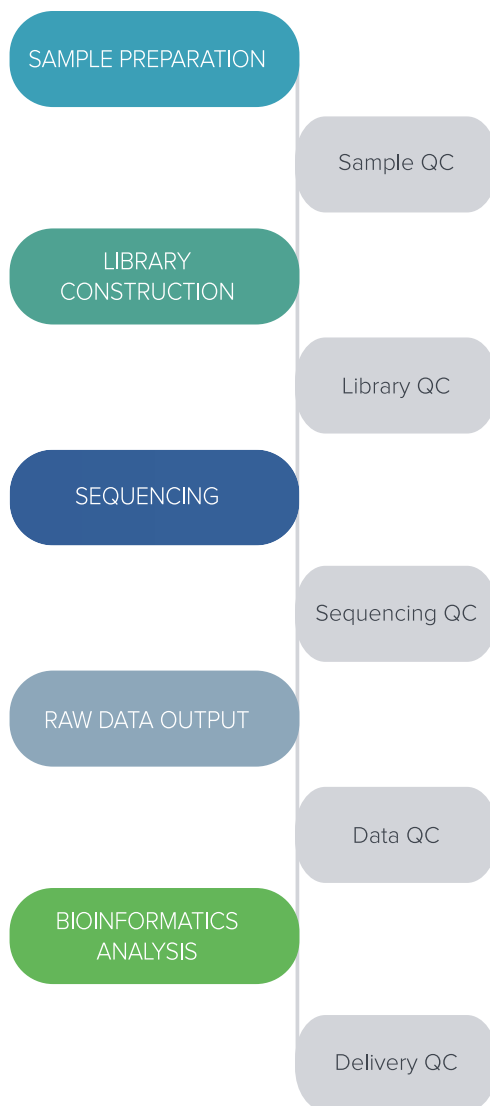 SAMPLE PREPARATION
Sample QC
LIBRARY
CONSTRUCTION
Library QC
SEQUENCING
Sequencing QC
RAW DATA OUTPUT
Data QC
BIOINFORMATICS
ANALYSIS
Delivery QC